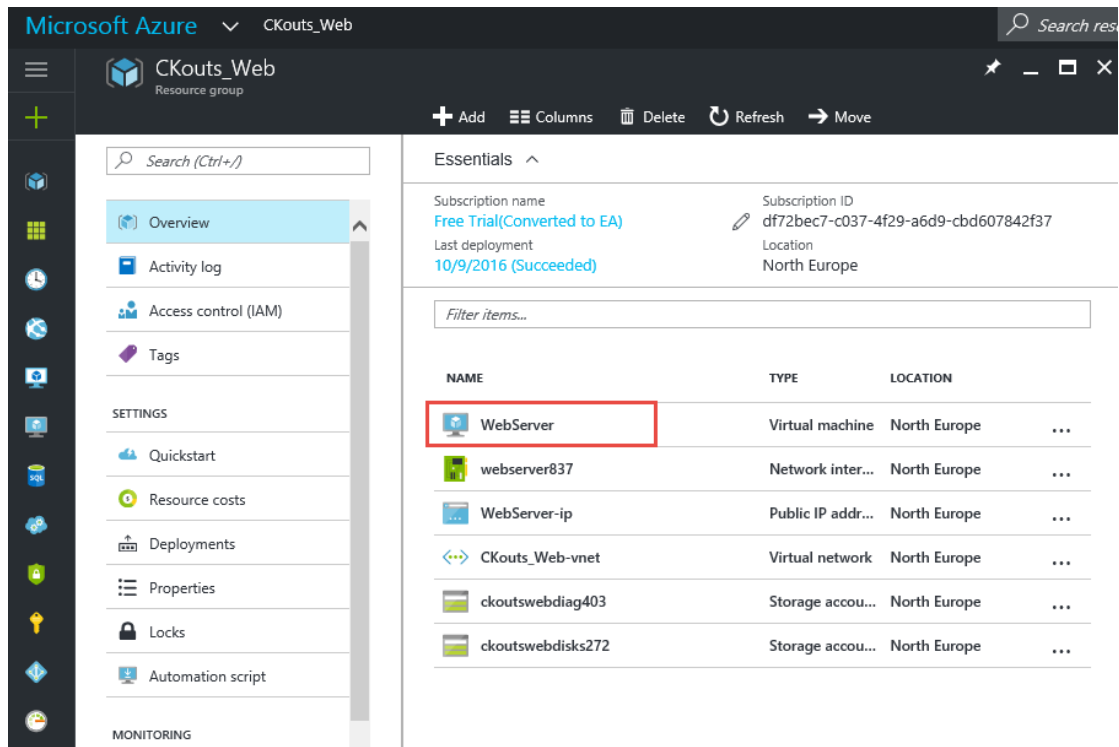 Microsoft Azure CKouts_Web Search rese
CKouts_Web
Resource group
Add Columns Delete Refresh Move
Search (Ctrl+/)
Overview
Activity log
Access control (IAM)
Tags
SETTINGS
Quickstart
Resource costs
Deployments
Properties
Locks
Automation script
MONITORING
Essentials
Subscription name Subscription ID
Free Trial(Converted to EA) df72bec7-c037-4f29-a6d9-cbd607842f37
Last deployment Location
10/9/2016 (Succeeded) North Europe
Filter items...
NAME TYPE LOCATION
WebServer Virtual machine North Europe ...
webserver837 Network inter... North Europe ...
WebServer-ip Public IP addr... North Europe ...
CKouts_Web-vnet Virtual network North Europe ...
ckoutswebdiag403 Storage accou... North Europe ...
ckoutswebdisks272 Storage accou... North Europe ...
SQL